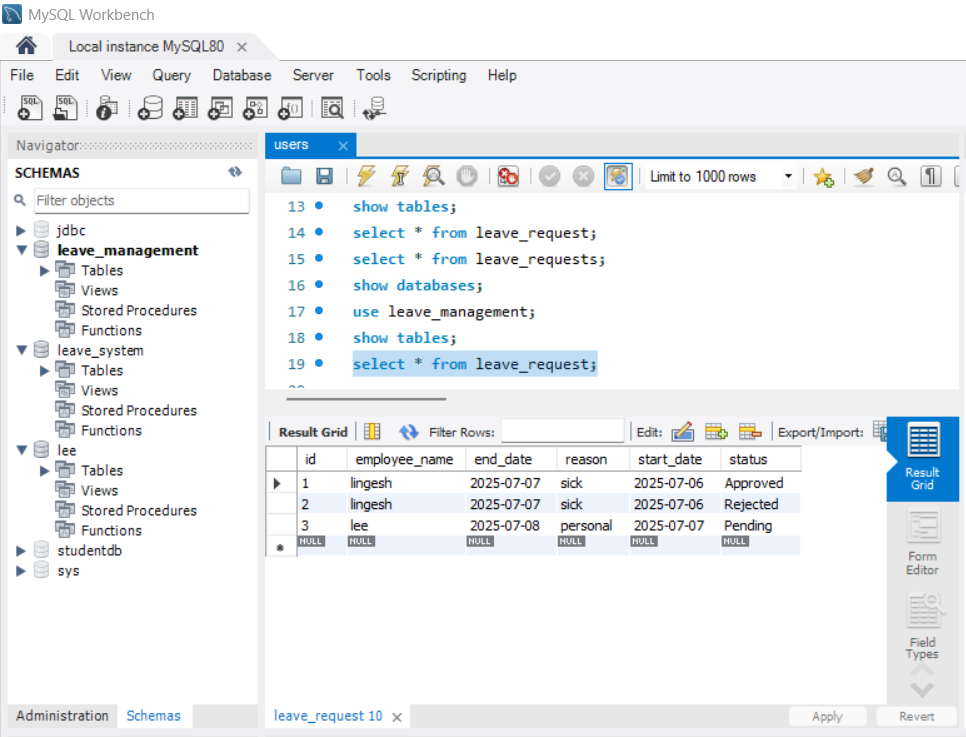 MySQL Workbench
Local instance MySQL80
File Edit View Query Database Server Tools Scripting Help
Navigator
SCHEMAS
Filter objects
jdbc
leave_management
Tables
Views
Stored Procedures
Functions
leave_system
Tables
Views
Stored Procedures
Functions
lee
Tables
Views
Stored Procedures
Functions
studentdb
sys
Administration Schemas
users
Limit to 1000 rows
13 show tables;
14 select * from leave_request;
15 select * from leave_requests;
16 show databases;
17 use leave_management;
18 show tables;
19 select * from leave_request;
Result Grid Filter Rows: Edit: Export/Import:
id employee_name end_date reason start_date status
1 lingesh 2025-07-07 sick 2025-07-06 Approved
2 lingesh 2025-07-07 sick 2025-07-06 Rejected
3 lee 2025-07-08 personal 2025-07-07 Pending
NULL NULL NULL NULL NULL NULL
Result
Grid
Form
Editor
Field
Types
leave_request 10
Apply Revert